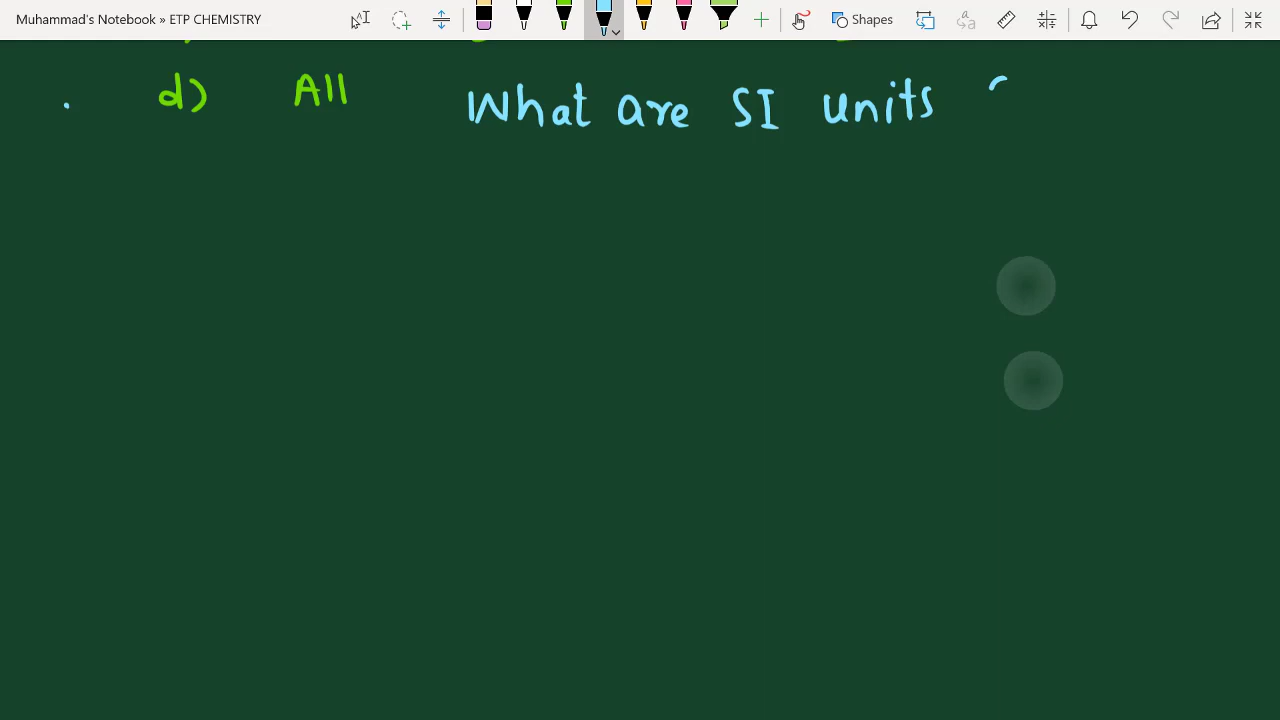 Muhammad's Notebook » ETP CHEMISTRY
Shapes
d) All What are SI units